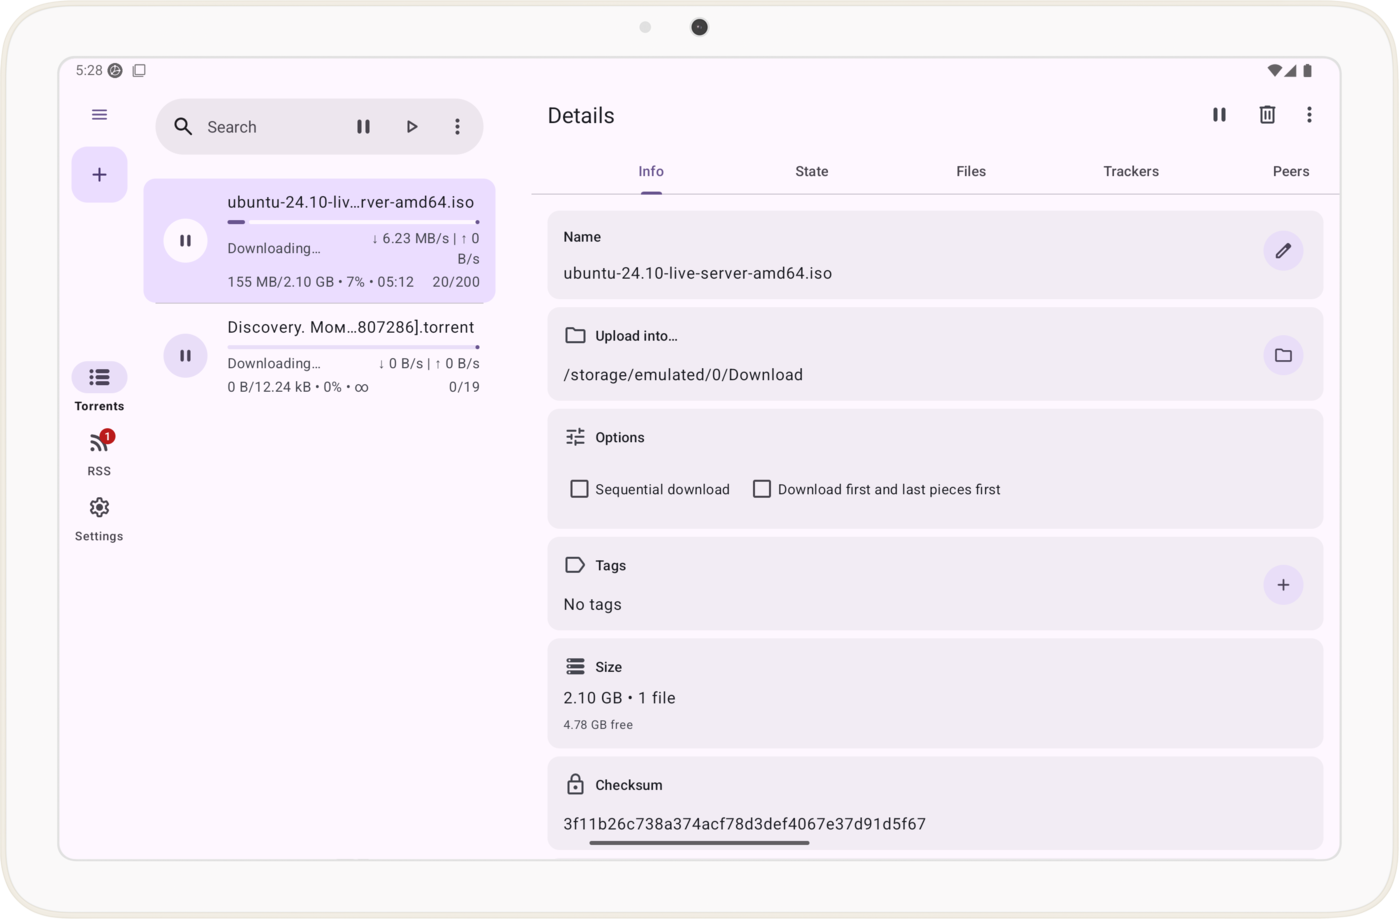 5:28
Search
ubuntu-24.10-liv…rver-amd64.iso
Downloading…
↓ 6.23 MB/s | ↑ 0
B/s
155 MB/2.10 GB • 7% • 05:12
20/200
Discovery. Мом…807286].torrent
Downloading…
↓ 0 B/s | ↑ 0 B/s
0 B/12.24 kB • 0% • ∞
0/19
Torrents
1
RSS
Settings
Details
Info
State
Files
Trackers
Peers
Name
ubuntu-24.10-live-server-amd64.iso
Upload into…
/storage/emulated/0/Download
Options
Sequential download
Download first and last pieces first
Tags
No tags
Size
2.10 GB • 1 file
4.78 GB free
Checksum
3f11b26c738a374acf78d3def4067e37d91d5f67